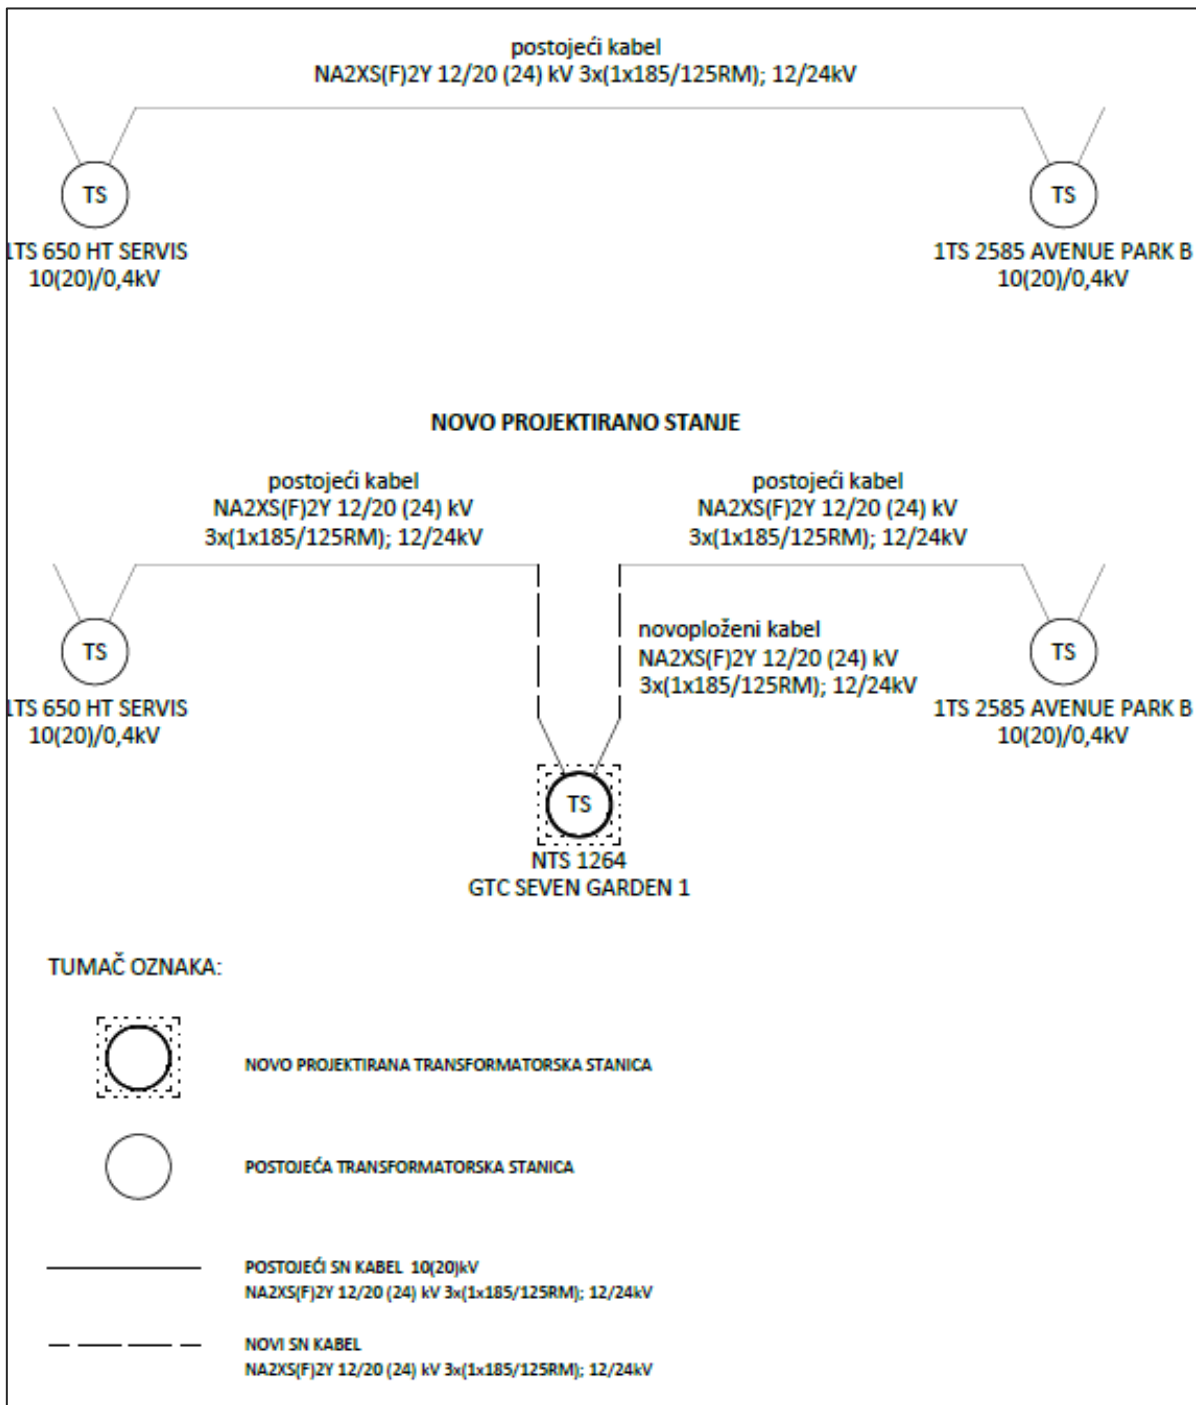 postojeći kabel
NA2XS(F)2Y 12/20 (24) kV 3x(1x185/125RM); 12/24kV
TS
TS
1TS 650 HT SERVIS
10(20)/0,4kV
1TS 2585 AVENUE PARK B
10(20)/0,4kV
NOVO PROJEKTIRANO STANJE
postojeći kabel
NA2XS(F)2Y 12/20 (24) kV
3x(1x185/125RM); 12/24kV
postojeći kabel
NA2XS(F)2Y 12/20 (24) kV
3x(1x185/125RM); 12/24kV
novoploženi kabel
NA2XS(F)2Y 12/20 (24) kV
3x(1x185/125RM); 12/24kV
TS
TS
1TS 650 HT SERVIS
10(20)/0,4kV
1TS 2585 AVENUE PARK B
10(20)/0,4kV
TS
NTS 1264
GTC SEVEN GARDEN 1
TUMAČ OZNAKA:
NOVO PROJEKTIRANA TRANSFORMATORSKA STANICA
POSTOJEĆA TRANSFORMATORSKA STANICA
POSTOJEĆI SN KABEL 10(20)kV
NA2XS(F)2Y 12/20 (24) kV 3x(1x185/125RM); 12/24kV
NOVI SN KABEL
NA2XS(F)2Y 12/20 (24) kV 3x(1x185/125RM); 12/24kV